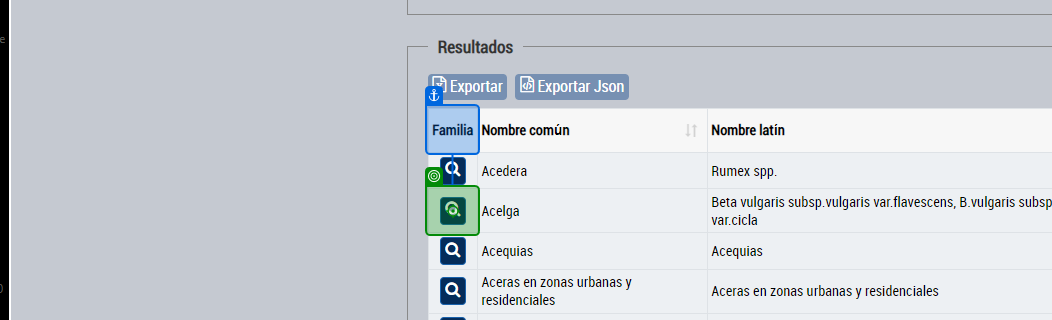 Resultados
Exportar Exportar Json
Familia Nombre común Nombre latín
Acedera Rumex spp.
Acelga Beta vulgaris subsp.vulgaris var.flavescens, B.vulgaris subsp
var.cicla
Acequias Acequias
Aceras en zonas urbanas y
residenciales Aceras en zonas urbanas y residenciales